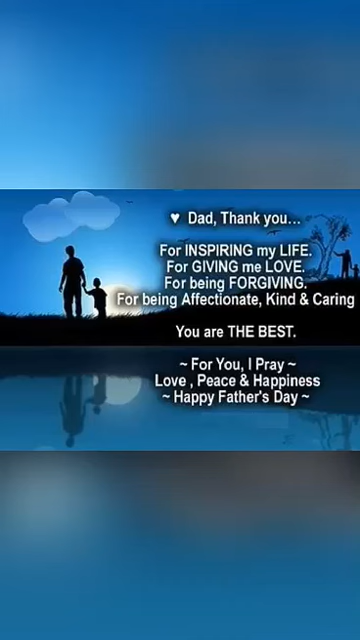 ♥ Dad, Thank you...
For INSPIRING my LIFE.
For GIVING me LOVE.
For being FORGIVING.
For being Affectionate, Kind & Caring
You are THE BEST.
~ For You, I Pray ~
Love , Peace & Happiness
~ Happy Father's Day ~